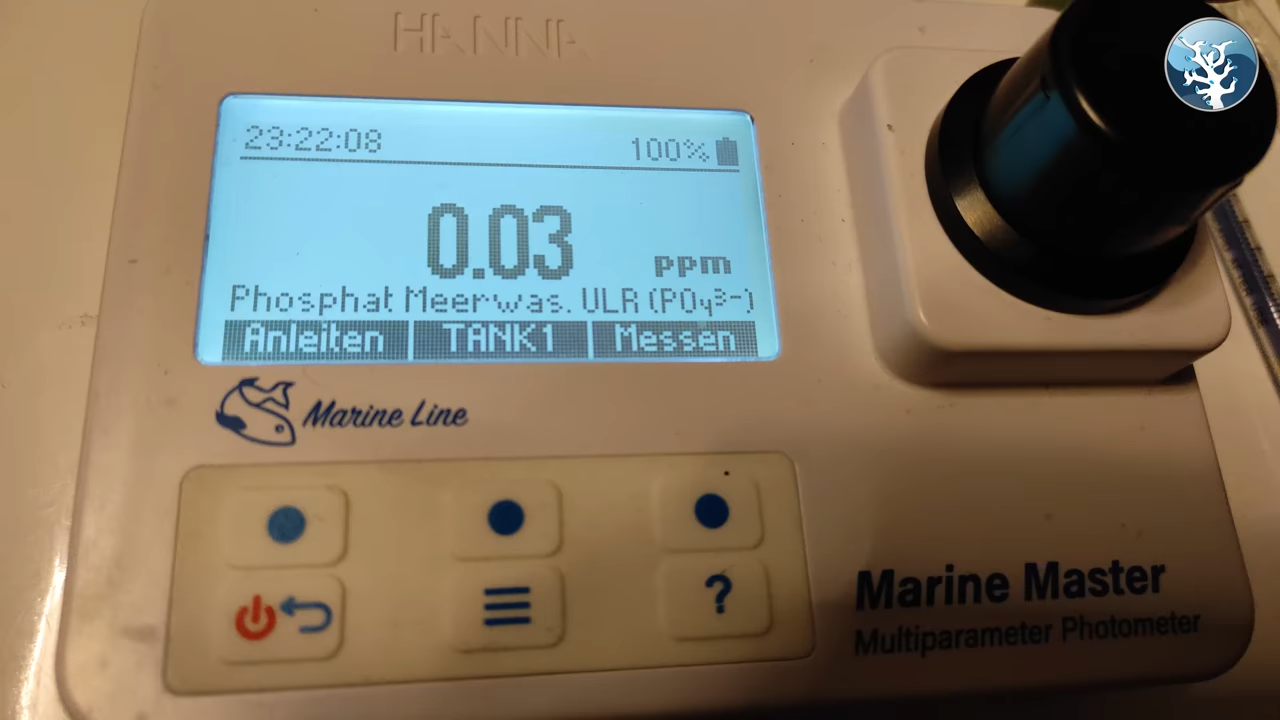 HANNA
23:22:08 100%
0.03 ppm
Phosphat Meerwas. ULR (PO₄³⁻)
Anleiten TANK1 Messen
Marine Line
?
Marine Master
Multiparameter Photometer